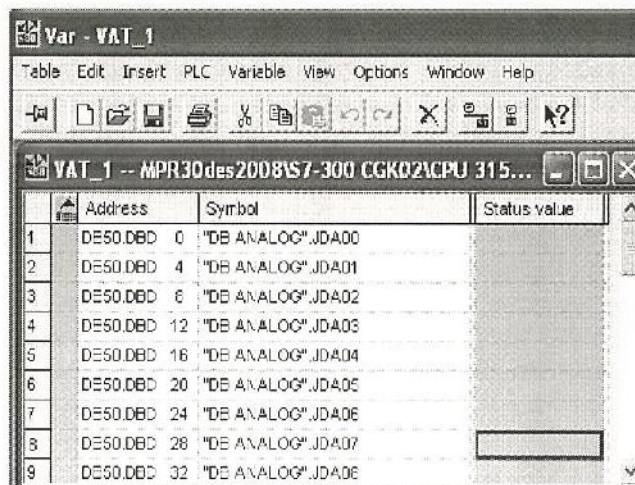 Var - VAT_1
Table Edit Insert PLC Variable View Options Window Help
VAT_1 -- MPR30des2008\S7-300 CGK02\CPU 315...
Address Symbol Status value
1 DB50.DBD 0 "DB ANALOG".JDA00
2 DB50.DBD 4 "DB ANALOG".JDA01
3 DB50.DBD 8 "DB ANALOG".JDA02
4 DB50.DBD 12 "DB ANALOG".JDA03
5 DB50.DBD 16 "DB ANALOG".JDA04
6 DB50.DBD 20 "DB ANALOG".JDA05
7 DB50.DBD 24 "DB ANALOG".JDA06
8 DB50.DBD 28 "DB ANALOG".JDA07
9 DB50.DBD 32 "DB ANALOG".JDA08